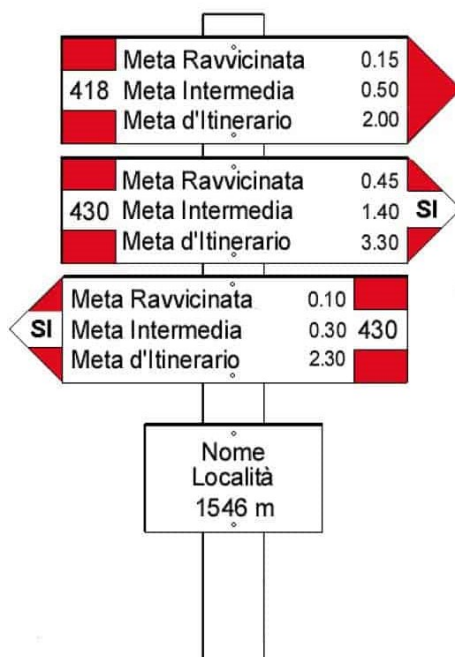 Meta Ravvicinata 0.15
418 Meta Intermedia 0.50
Meta d'Itinerario 2.00
Meta Ravvicinata 0.45
430 Meta Intermedia 1.40 SI
Meta d'Itinerario 3.30
Meta Ravvicinata 0.10
SI Meta Intermedia 0.30 430
Meta d'Itinerario 2.30
Nome
Località
1546 m